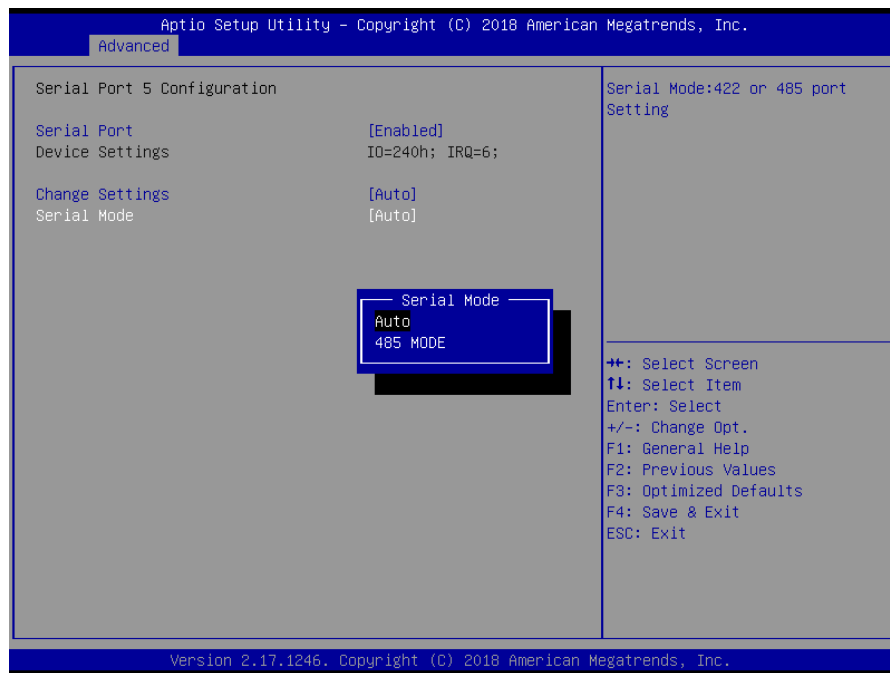 Aptio Setup Utility – Copyright (C) 2018 American Megatrends, Inc.
Advanced
Serial Port 5 Configuration
Serial Port [Enabled]
Device Settings IO=240h; IRQ=6;
Change Settings [Auto]
Serial Mode [Auto]
Serial Mode
Auto
485 MODE
Serial Mode:422 or 485 port
Setting
→←: Select Screen
↑↓: Select Item
Enter: Select
+/-: Change Opt.
F1: General Help
F2: Previous Values
F3: Optimized Defaults
F4: Save & Exit
ESC: Exit
Version 2.17.1246. Copyright (C) 2018 American Megatrends, Inc.